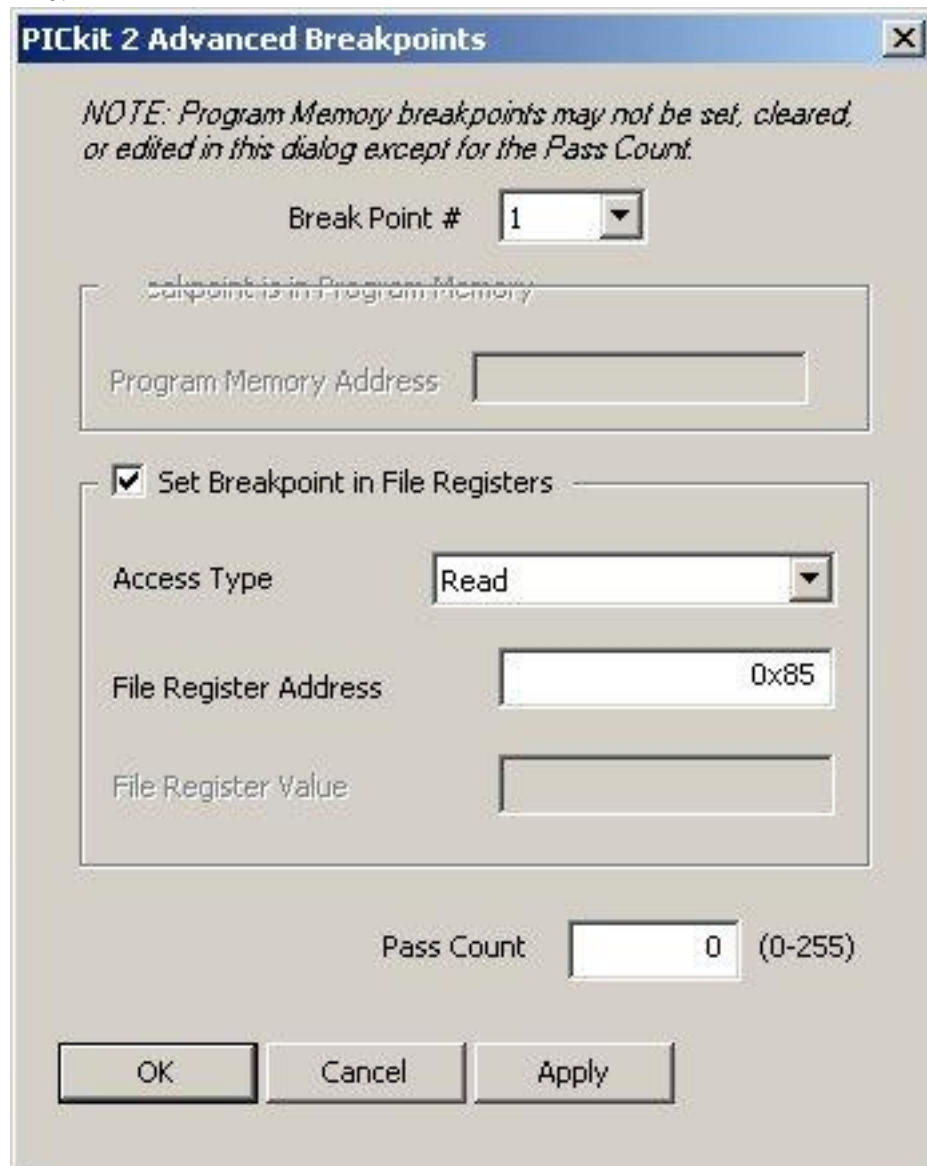 PICkit 2 Advanced Breakpoints
NOTE: Program Memory breakpoints may not be set, cleared,
or edited in this dialog except for the Pass Count.
Break Point # 1
eakpoint is in Program Memory
Program Memory Address
Set Breakpoint in File Registers
Access Type Read
File Register Address 0x85
File Register Value
Pass Count 0 (0-255)
OK Cancel Apply